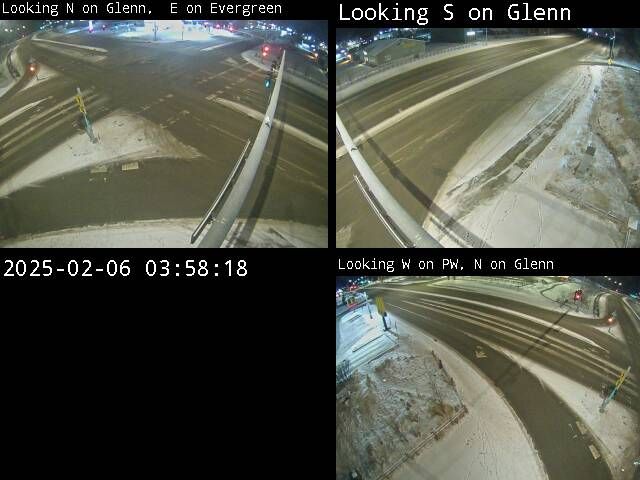 Looking N on Glenn,  E on Evergreen
Looking S on Glenn
2025-02-06 03:58:18
Looking W on PW, N on Glenn